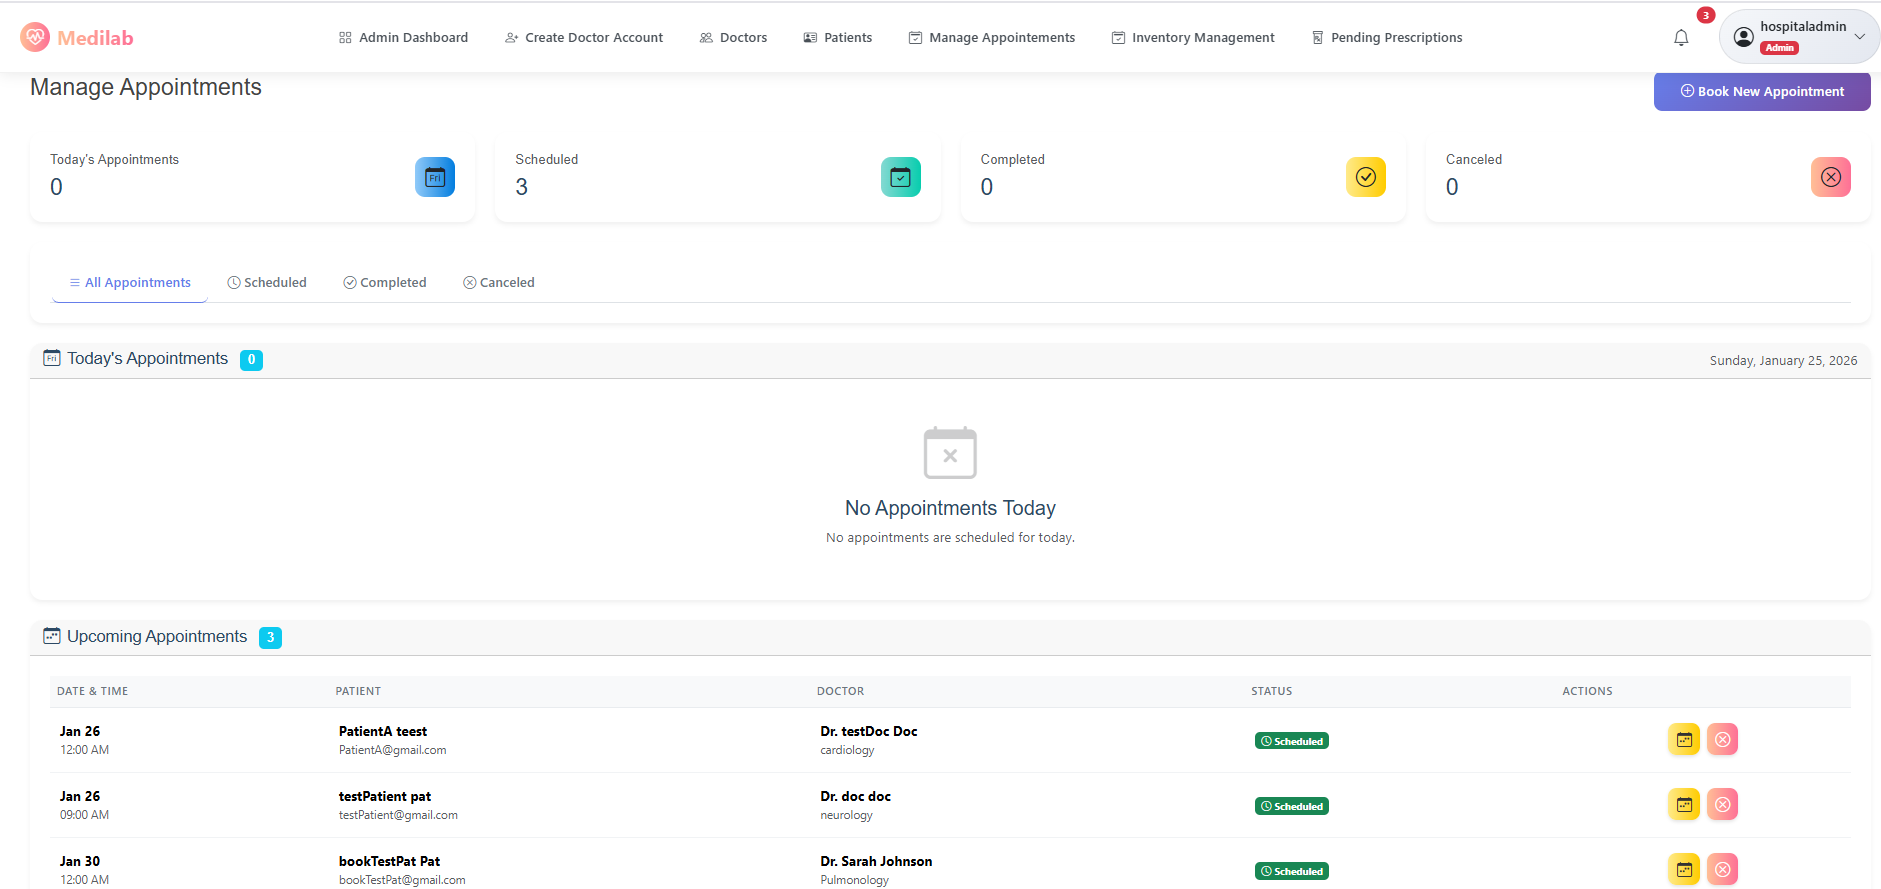 Medilab
Admin Dashboard
Create Doctor Account
Doctors
Patients
Manage Appointements
Inventory Management
Pending Prescriptions
3
hospitaladmin
Admin
Manage Appointments
Book New Appointment
Today's Appointments
0
Fri
Scheduled
3
Completed
0
Canceled
0
All Appointments
Scheduled
Completed
Canceled
Fri
Today's Appointments 0
Sunday, January 25, 2026
No Appointments Today
No appointments are scheduled for today.
Upcoming Appointments 3
DATE & TIME PATIENT DOCTOR STATUS ACTIONS
Jan 26 PatientA teest Dr. testDoc Doc Scheduled
12:00 AM PatientA@gmail.com cardiology
Jan 26 testPatient pat Dr. doc doc Scheduled
09:00 AM testPatient@gmail.com neurology
Jan 30 bookTestPat Pat Dr. Sarah Johnson Scheduled
12:00 AM bookTestPat@gmail.com Pulmonology